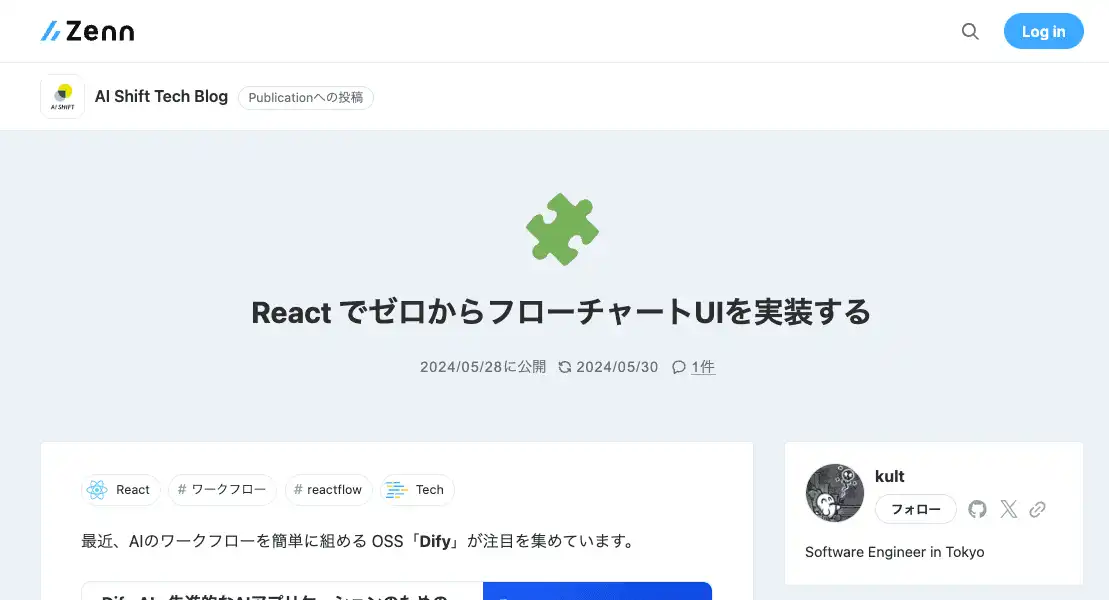 Zenn
Log in
AI SHIFT
AI Shift Tech Blog
Publicationへの投稿
React でゼロからフローチャートUIを実装する
2024/05/28に公開 2024/05/30 1件
React
# ワークフロー
# reactflow
Tech
最近、AIのワークフローを簡単に組める OSS「Dify」が注目を集めています。
kult
フォロー
Software Engineer in Tokyo